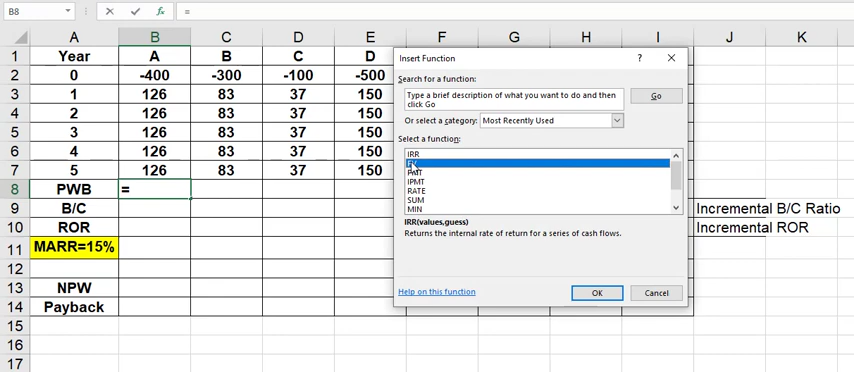 B8 fx =
A B C D E F G H I J K
1 Year A B C D
2 0 -400 -300 -100 -500
3 1 126 83 37 150
4 2 126 83 37 150
5 3 126 83 37 150
6 4 126 83 37 150
7 5 126 83 37 150
8 PWB =
9 B/C Incremental B/C Ratio
10 ROR Incremental ROR
11 MARR=15%
12
13 NPW
14 Payback
15
16
17
Insert Function ? ×
Search for a function:
Type a brief description of what you want to do and then
click Go
Go
Or select a category: Most Recently Used
Select a function:
IRR
PMT
IPMT
RATE
SUM
MIN
IRR(values,guess)
Returns the internal rate of return for a series of cash flows.
Help on this function
OK Cancel